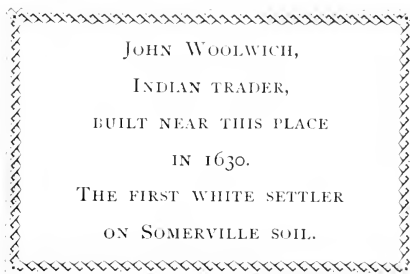 John Woolwich,
Indian trader,
built near this place
in 1630.
The first white settler
on Somerville soil.